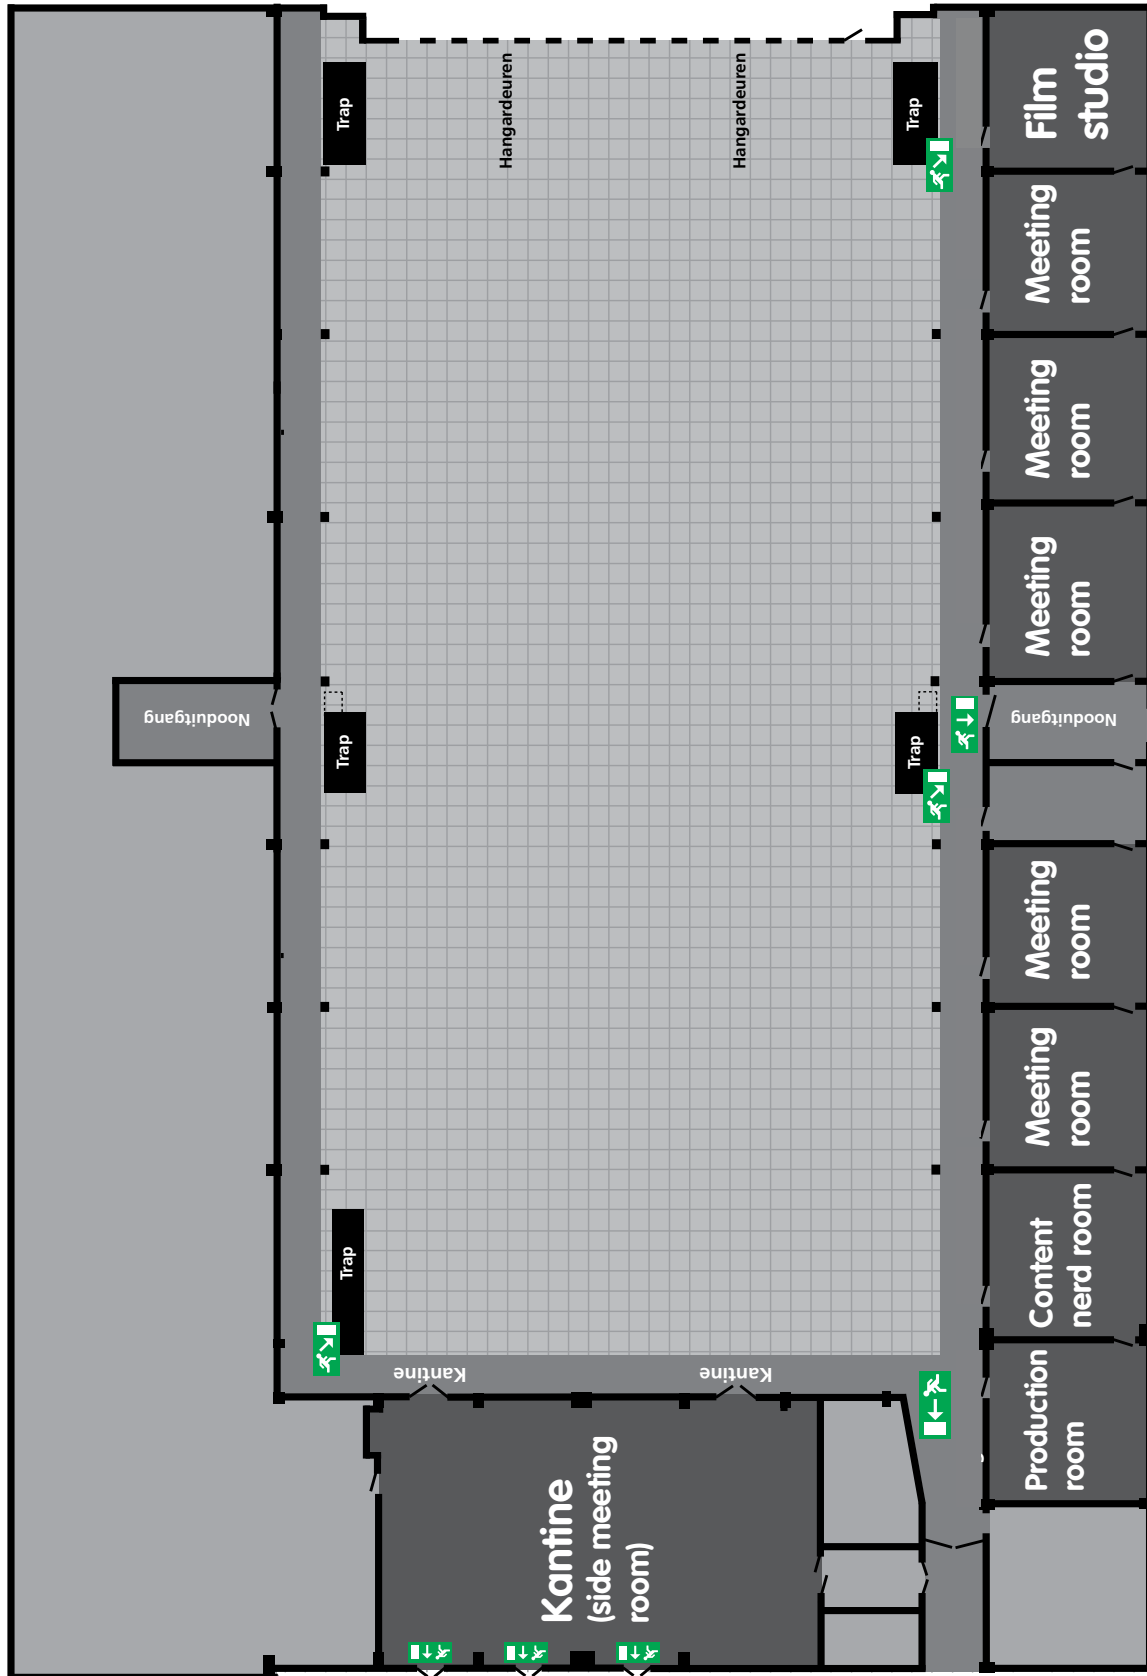 Trap
Hangardeuren
Hangardeuren
Trap
Film
studio
Meeting
room
Meeting
room
Meeting
room
Nooduitgang
Trap
Trap
Nooduitgang
Meeting
room
Meeting
room
Trap
Content
nerd room
Kantine
Kantine
Production
room
Kantine
(side meeting
room)